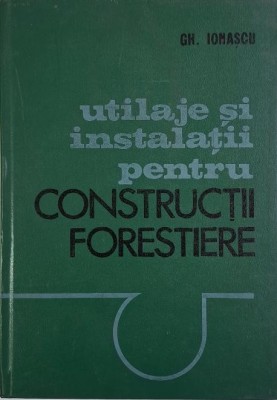 GH. IONAȘCU
utilaje și
instalații
pentru
CONSTRUCȚII
FORESTIERE